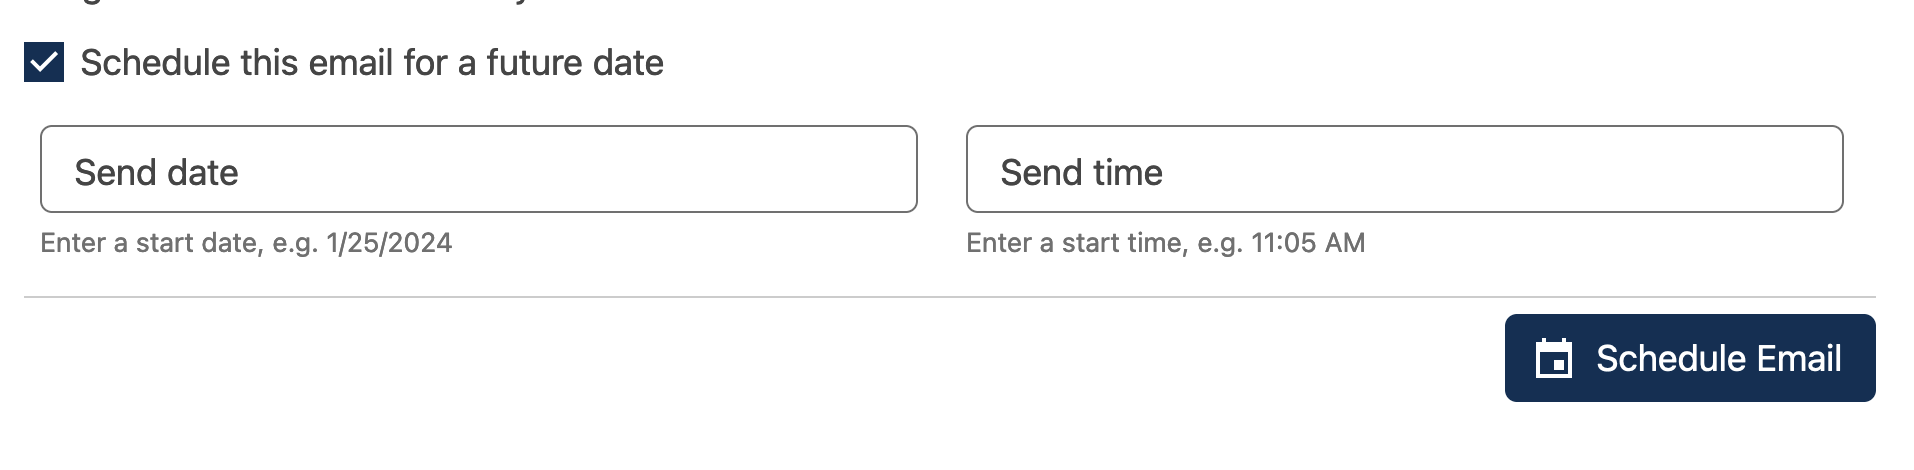 Schedule this email for a future date
Send date
Send time
Enter a start date, e.g. 1/25/2024
Enter a start time, e.g. 11:05 AM
Schedule Email